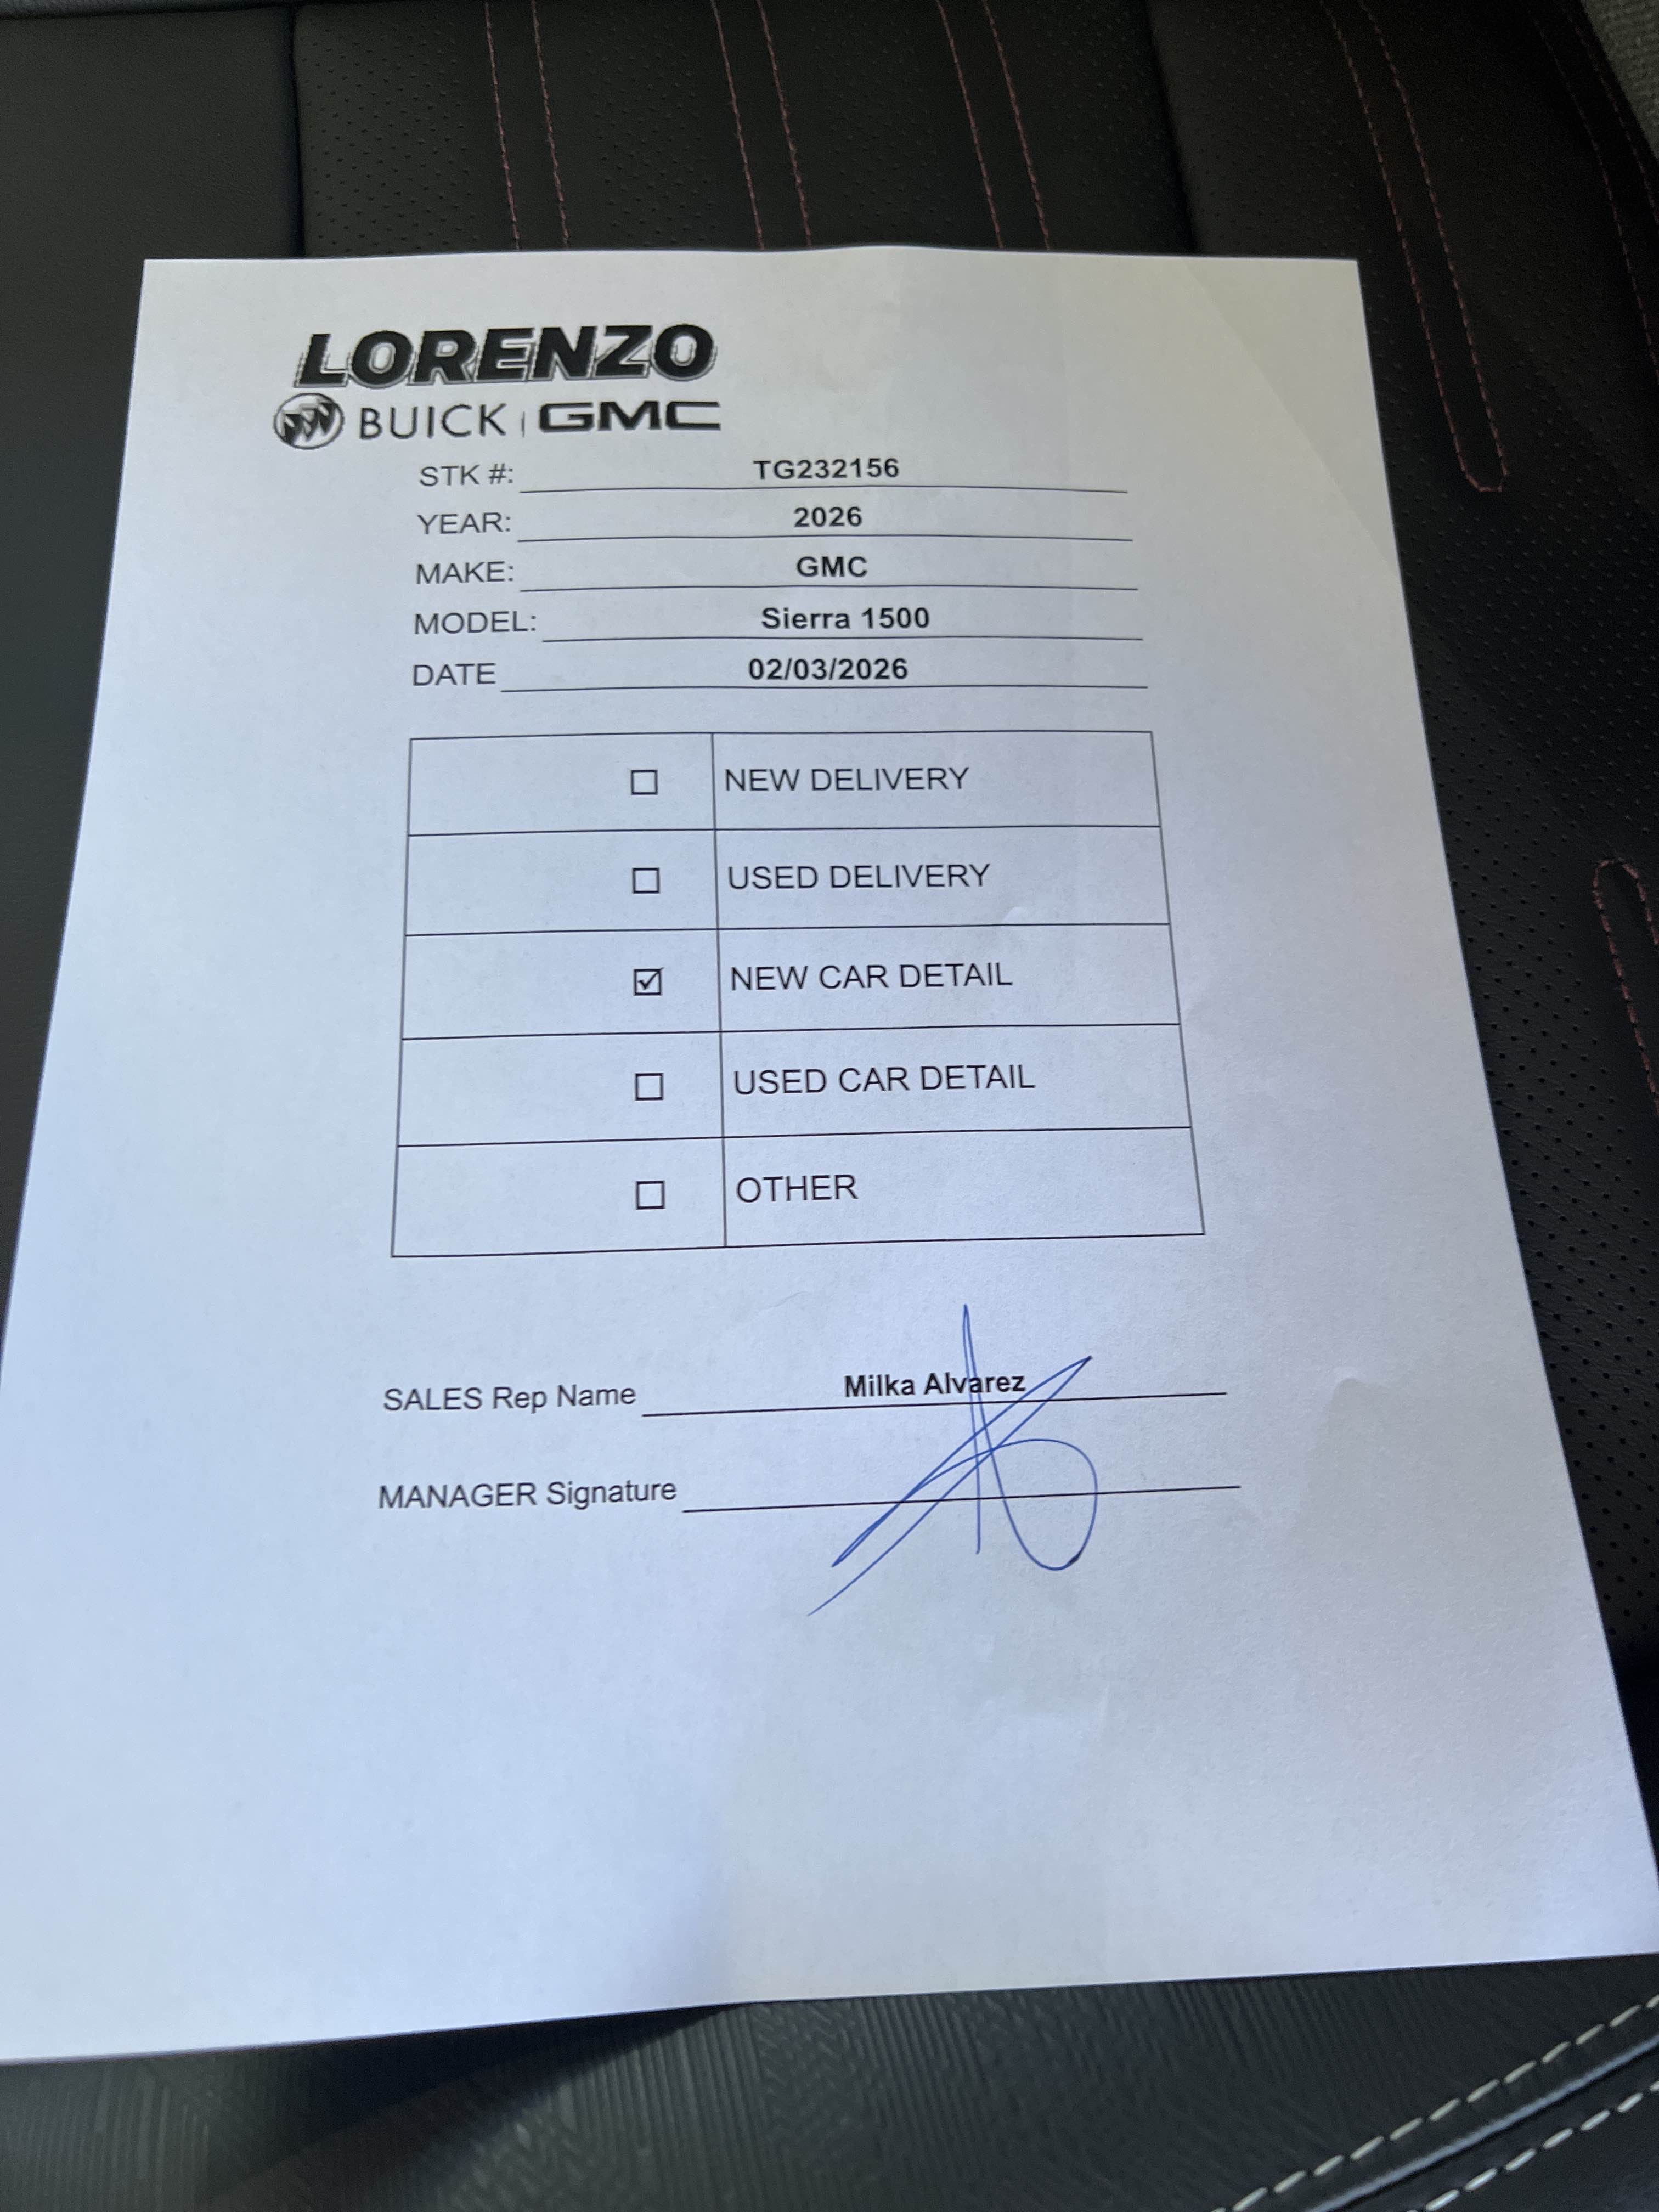 LORENZO
BUICK | GMC
STK #: TG232156
YEAR: 2026
MAKE: GMC
MODEL: Sierra 1500
DATE 02/03/2026
☐ NEW DELIVERY
☐ USED DELIVERY
☑ NEW CAR DETAIL
☐ USED CAR DETAIL
☐ OTHER
SALES Rep Name Milka Alvarez
MANAGER Signature